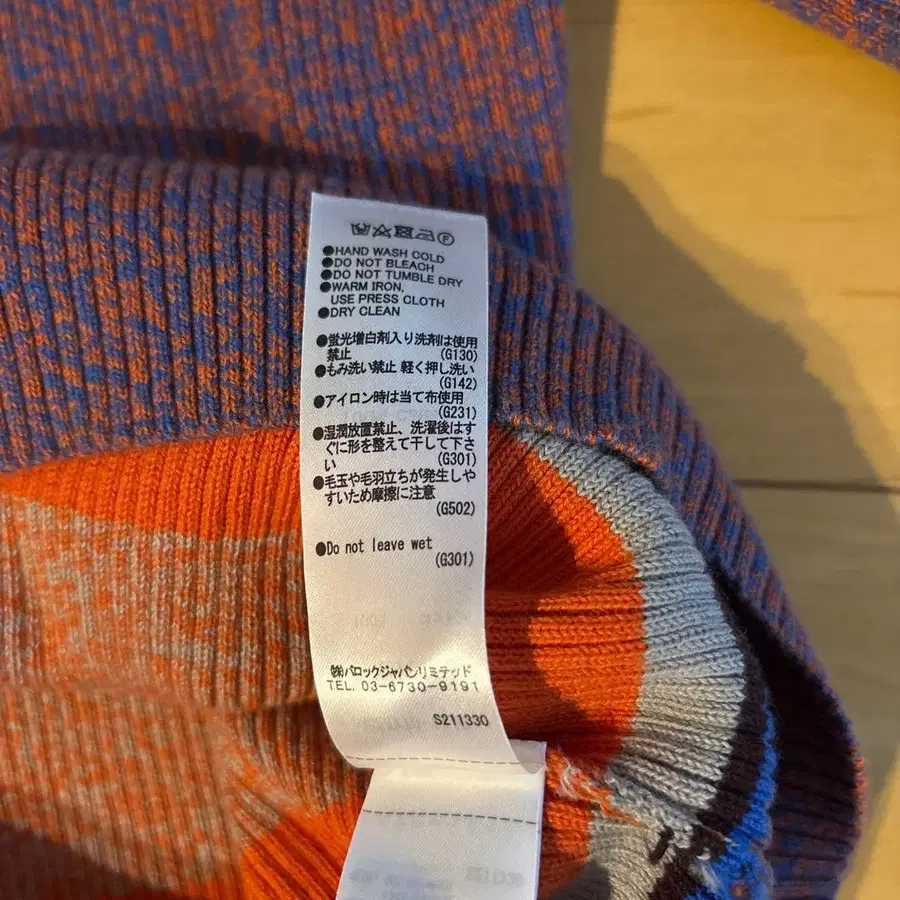 F
●HAND WASH COLD
●DO NOT BLEACH
●DO NOT TUMBLE DRY
●WARM IRON,
USE PRESS CLOTH
●DRY CLEAN
●蛍光増白剤入り洗剤は使用
禁止 (G130)
●もみ洗い禁止 軽く押し洗い
(G142)
●アイロン時は当て布使用
(G231)
●湿潤放置禁止、洗濯後はす
ぐに形を整えて干して下さ
い (G301)
●毛玉や毛羽立ちが発生しや
すいため摩擦に注意
(G502)
●Do not leave wet
(G301)
㈱バロックジャパンリミテッド
TEL. 03-6730-9191
S211330